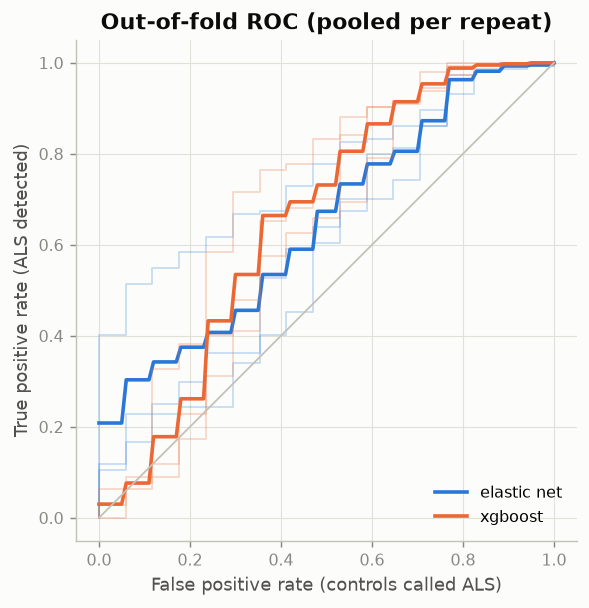 Out-of-fold ROC (pooled per repeat)
True positive rate (ALS detected)
1.0
0.8
0.6
0.4
0.2
0.0
elastic net
xgboost
0.0 0.2 0.4 0.6 0.8 1.0
False positive rate (controls called ALS)